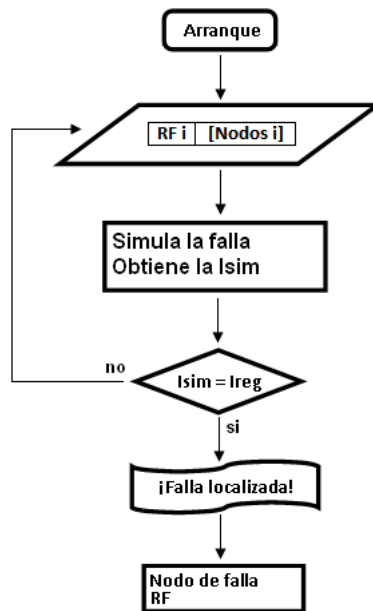 Arranque
RF i [Nodos i]
Simula la falla
Obtiene la Isim
no
Isim = Ireg
si
¡Falla localizada!
Nodo de falla
RF